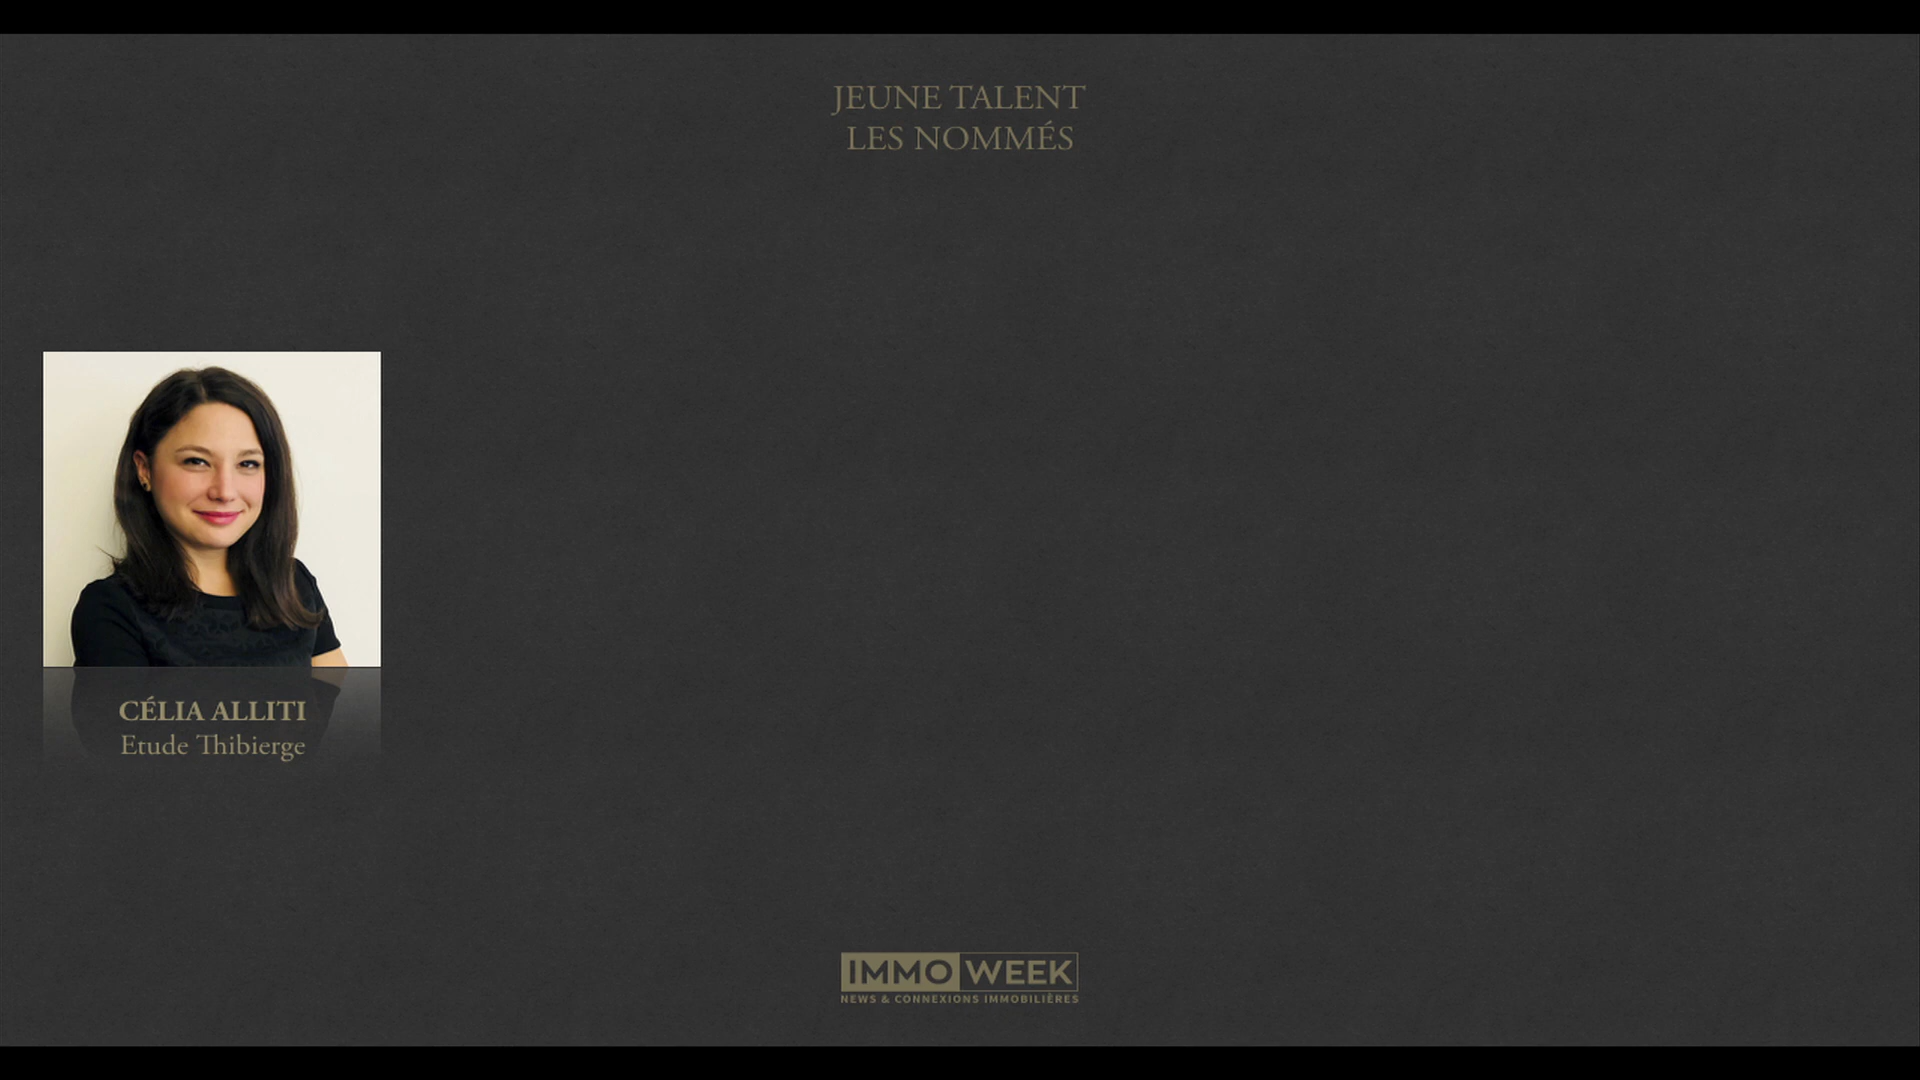 JEUNE TALENT
LES NOMMÉS
CÉLIA ALLITI
Etude Thibierge
IMMO WEEK
NEWS & CONNEXIONS IMMOBILIÈRES